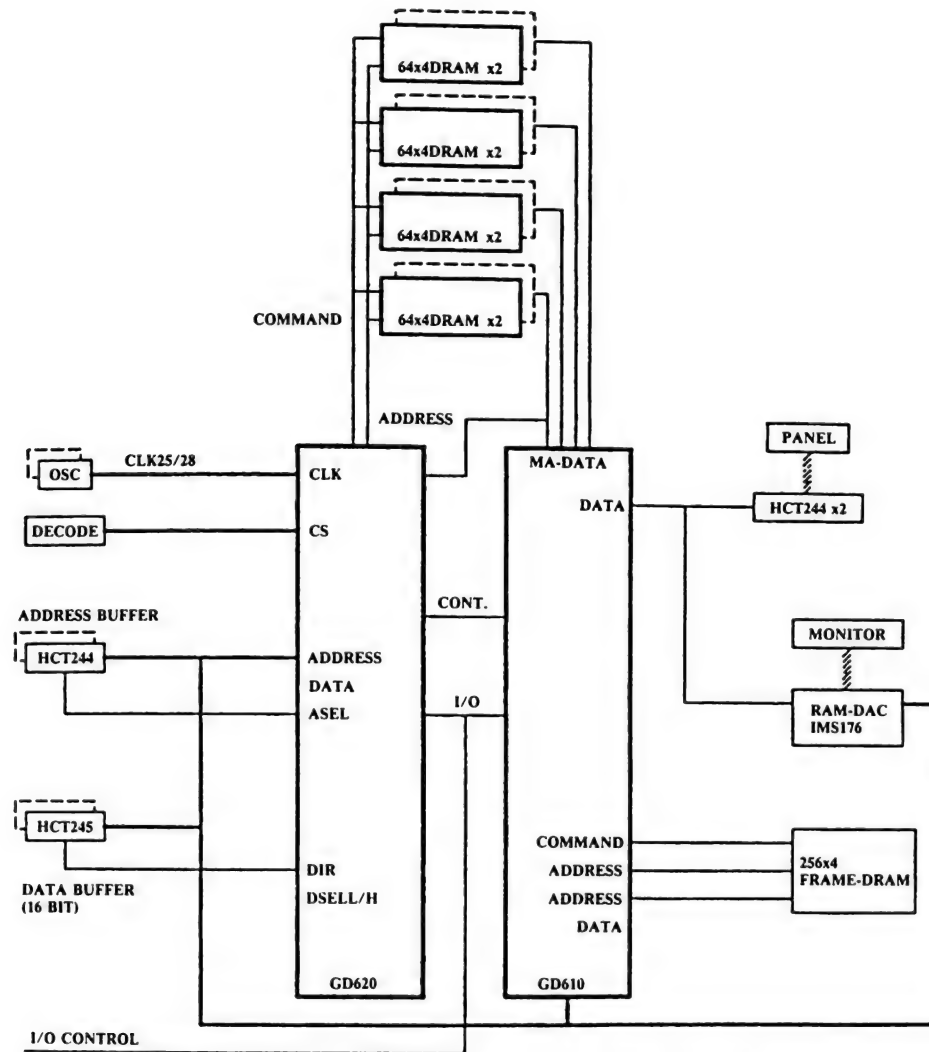 64x4DRAM x2
64x4DRAM x2
64x4DRAM x2
64x4DRAM x2
COMMAND
ADDRESS
PANEL
OSC
CLK25/28
CLK
MA-DATA
DATA
HCT244 x2
DECODE
CS
CONT.
ADDRESS BUFFER
MONITOR
HCT244
ADDRESS
DATA
ASEL
I/O
RAM-DAC
IMS176
HCT245
COMMAND
256x4
FRAME-DRAM
DIR
ADDRESS
DATA BUFFER
(16 BIT)
DSELL/H
ADDRESS
DATA
GD620
GD610
I/O CONTROL